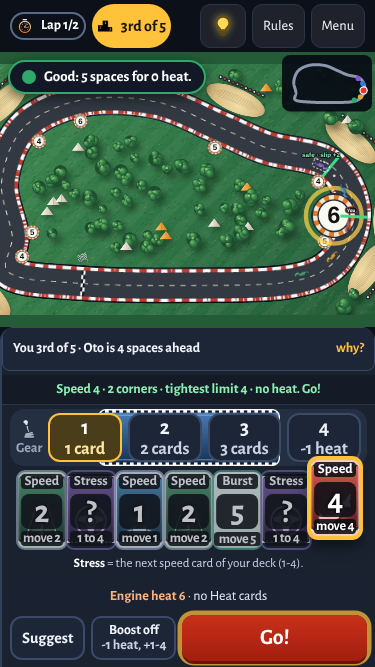 Lap 1/2
3rd of 5
Rules
Menu
Good: 5 spaces for 0 heat.
6
4
5
safe · slip +2
4
6
5
4
You 3rd of 5 · Oto is 4 spaces ahead
why?
Speed 4 · 2 corners · tightest limit 4 · no heat. Go!
Gear
1
1 card
2
2 cards
3
3 cards
4
-1 heat
Speed
2
move 2
Stress
?
1 to 4
Speed
1
move 1
Speed
2
move 2
Burst
5
move 5
Stress
?
1 to 4
Speed
4
move 4
Stress = the next speed card of your deck (1-4).
Engine heat 6 · no Heat cards
Suggest
Boost off
-1 heat, +1-4
Go!